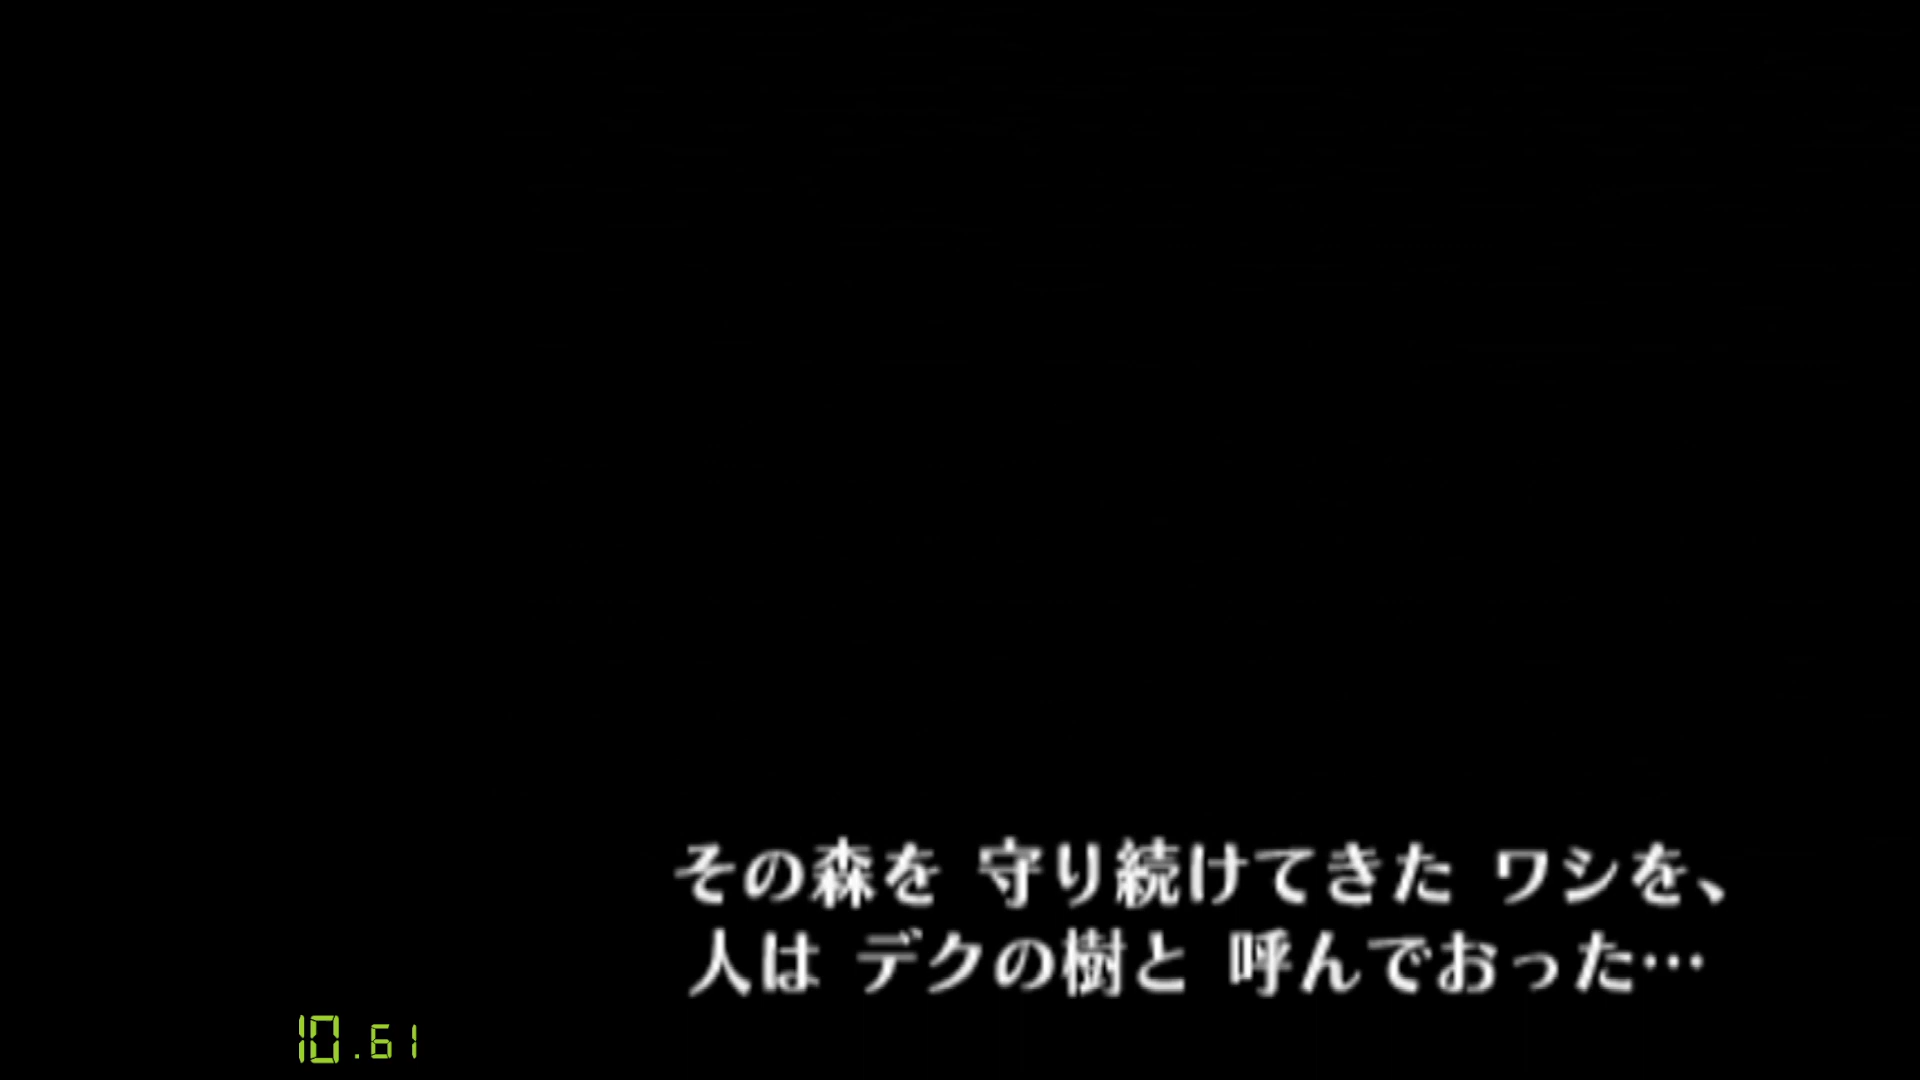 その森を 守り続けてきた ワシを、
人は デクの樹と 呼んでおった…
10.61